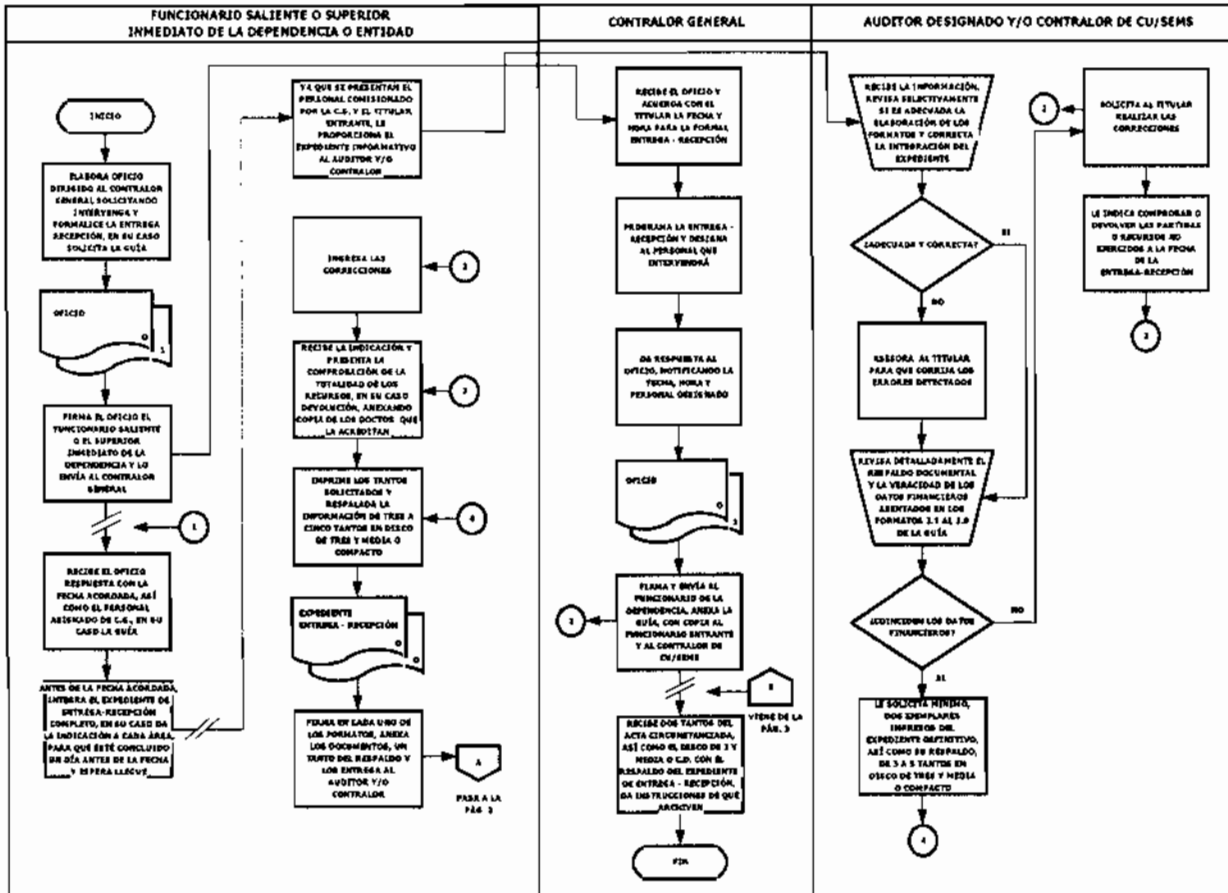 FUNCIONARIO SALIENTE O SUPERIOR
INMEDIATO DE LA DEPENDENCIA O ENTIDAD
INICIO
ELABORA OFICIO
DIRIGIDO AL CONTRALOR
GENERAL, SOLICITANDO
INTERVENGA Y
FORMALICE LA ENTREGA
RECEPCIÓN, EN SU CASO
SOLICITA LA GUÍA
OFICIO
O
1
FIRMA EL OFICIO EL
FUNCIONARIO SALIENTE
O EL SUPERIOR
INMEDIATO DE LA
DEPENDENCIA Y LO
ENVÍA AL CONTRALOR
GENERAL
1
RECIBE EL OFICIO
RESPUESTA CON LA
FECHA ACORDADA, ASÍ
COMO EL PERSONAL
ASIGNADO DE C.G., EN SU
CASO LA GUÍA
ANTES DE LA FECHA ACORDADA,
INTEGRA EL EXPEDIENTE DE
ENTREGA-RECEPCIÓN
COMPLETO, EN SU CASO DA
LA INDICACIÓN A CADA ÁREA,
PARA QUE ESTÉ CONCLUIDO
UN DÍA ANTES DE LA FECHA
Y ESPERA LLEGUE
YA QUE SE PRESENTAN EL
PERSONAL COMISIONADO
POR LA C.G. Y EL TITULAR
ENTRANTE, LE
PROPORCIONA EL
EXPEDIENTE INFORMATIVO
AL AUDITOR Y/O
CONTRALOR
INGRESA LAS
CORRECCIONES
2
RECIBE LA INDICACIÓN Y
PRESENTA LA
COMPROBACIÓN DE LA
TOTALIDAD DE LOS
RECURSOS, EN SU CASO
DEVOLUCIÓN, ANEXANDO
COPIA DE LOS DOCTOS QUE
LA ACREDITAN
3
IMPRIME LOS TANTOS
SOLICITADOS Y
RESPALADA LA
INFORMACIÓN DE TRES A
CINCO TANTOS EN DISCO
DE TRES Y MEDIA O
COMPACTO
4
EXPEDIENTE
ENTREGA - RECEPCIÓN
O
O
FIRMA EN CADA UNO DE
LOS FORMATOS, ANEXA
LOS DOCUMENTOS, UN
TANTO DEL RESPALDO Y
LOS ENTREGA AL
AUDITOR Y/O
CONTRALOR
A
PASA A LA
PÁG. 2
CONTRALOR GENERAL
RECIBE EL OFICIO Y
ACUERDA CON EL
TITULAR LA FECHA Y
HORA PARA LA FORMAL
ENTREGA - RECEPCIÓN
PROGRAMA LA ENTREGA -
RECEPCIÓN Y DESIGNA
AL PERSONAL QUE
INTERVENDRÁ
DA RESPUESTA AL
OFICIO, NOTIFICANDO LA
FECHA, HORA Y
PERSONAL DESIGNADO
OFICIO
O
FIRMA Y ENVÍA AL
FUNCIONARIO DE LA
DEPENDENCIA, ANEXA LA
GUÍA, CON COPIA AL
FUNCIONARIO ENTRANTE
Y AL CONTRALOR DE
CU/SEMS
VIENE DE LA
RECIBE DOS TANTOS DEL
ACTA CIRCUNSTANCIADA,
ASÍ COMO EL DISCO DE 3 Y
MEDIA O C.D. CON EL
RESPALDO DEL EXPEDIENTE
DE ENTREGA - RECEPCIÓN,
DA INSTRUCCIONES DE QUE
ARCHIVEN
FIN
AUDITOR DESIGNADO Y/O CONTRALOR DE CU/SEMS
RECIBE LA INFORMACIÓN,
REVISA SELECTIVAMENTE
SI ES ADECUADA LA
ELABORACIÓN DE LOS
FORMATOS Y CORRECTA
LA INTEGRACIÓN DEL
EXPEDIENTE
¿ADECUADA Y CORRECTA?
SI
NO
ASESORA AL TITULAR
PARA QUE CORRIJA LOS
ERRORES DETECTADOS
REVISA DETALLADAMENTE EL
RESPALDO DOCUMENTAL
Y LA VERACIDAD DE LOS
DATOS FINANCIEROS
ASENTADOS EN LOS
FORMATOS
DE LA GUÍA
¿COINCIDEN LOS DATOS
FINANCIEROS?
NO
SI
LE SOLICITA MINIMO,
DOS EJEMPLARES
IMPRESOS DEL
EXPEDIENTE DEFINITIVO,
ASÍ COMO SU RESPALDO,
DE 3 A 5 TANTOS EN
DISCO DE TRES Y MEDIA
O COMPACTO
4
SOLICITA AL TITULAR
REALIZAR LAS
CORRECCIONES
2
LE INDICA COMPROBAR O
DEVOLVER LAS PARTIDAS
O RECURSOS NO
EJERCIDOS A LA FECHA
DE LA
ENTREGA-RECEPCIÓN
3